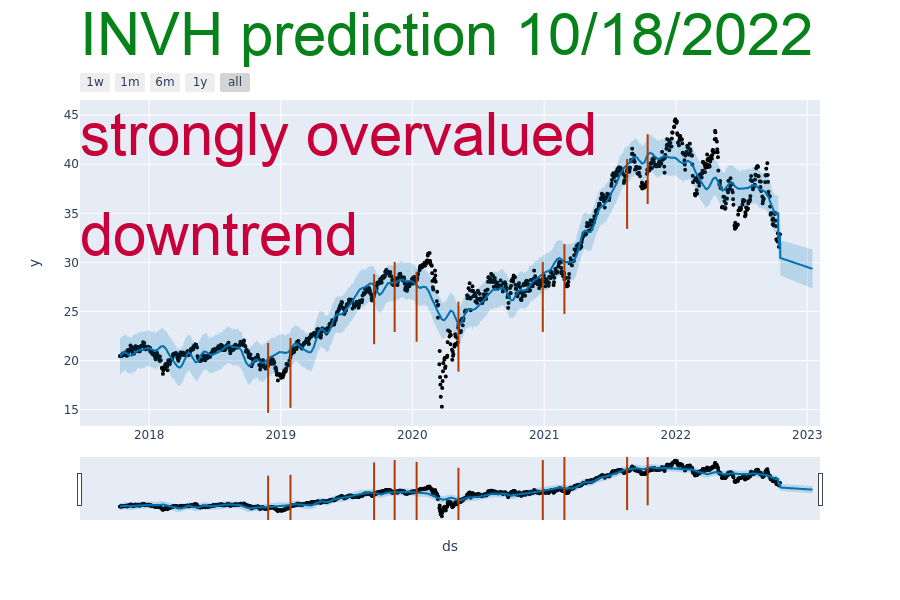 INVH prediction 10/18/2022
1w 1m 6m 1y all
strongly overvalued
downtrend
y
45
40
35
30
25
20
15
2018 2019 2020 2021 2022 2023
ds